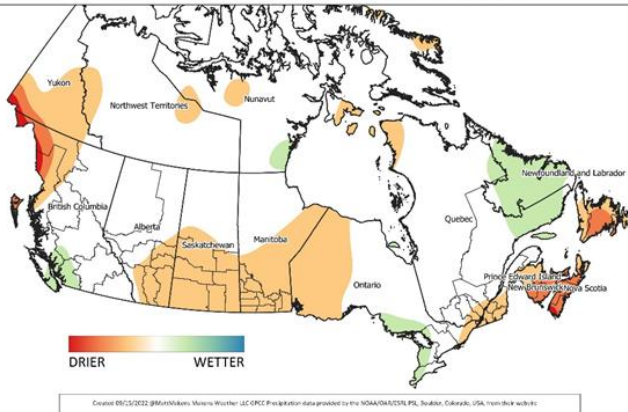 Yukon
Northwest Territories
Nunavut
Newfoundland and Labrador
British Columbia
Alberta
Saskatchewan
Manitoba
Quebec
Ontario
Prince Edward Island
New Brunswick
Nova Scotia
DRIER
WETTER
Created 09/15/2022 @MattMakens Makens Weather LLC GPCC Precipitation data provided by the NOAA/OAR/ESRL PSL, Boulder, Colorado, USA, from their website